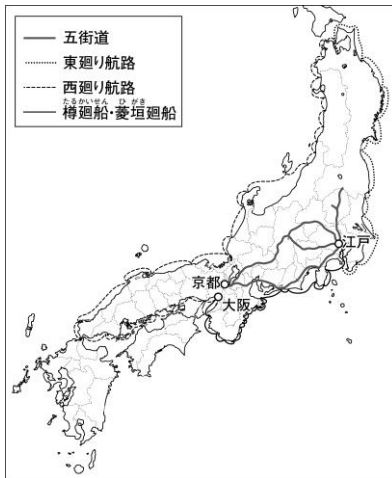 五街道
東廻り航路
西廻り航路
たるかいせん ひがき
樽廻船・菱垣廻船
江戸
京都
大阪